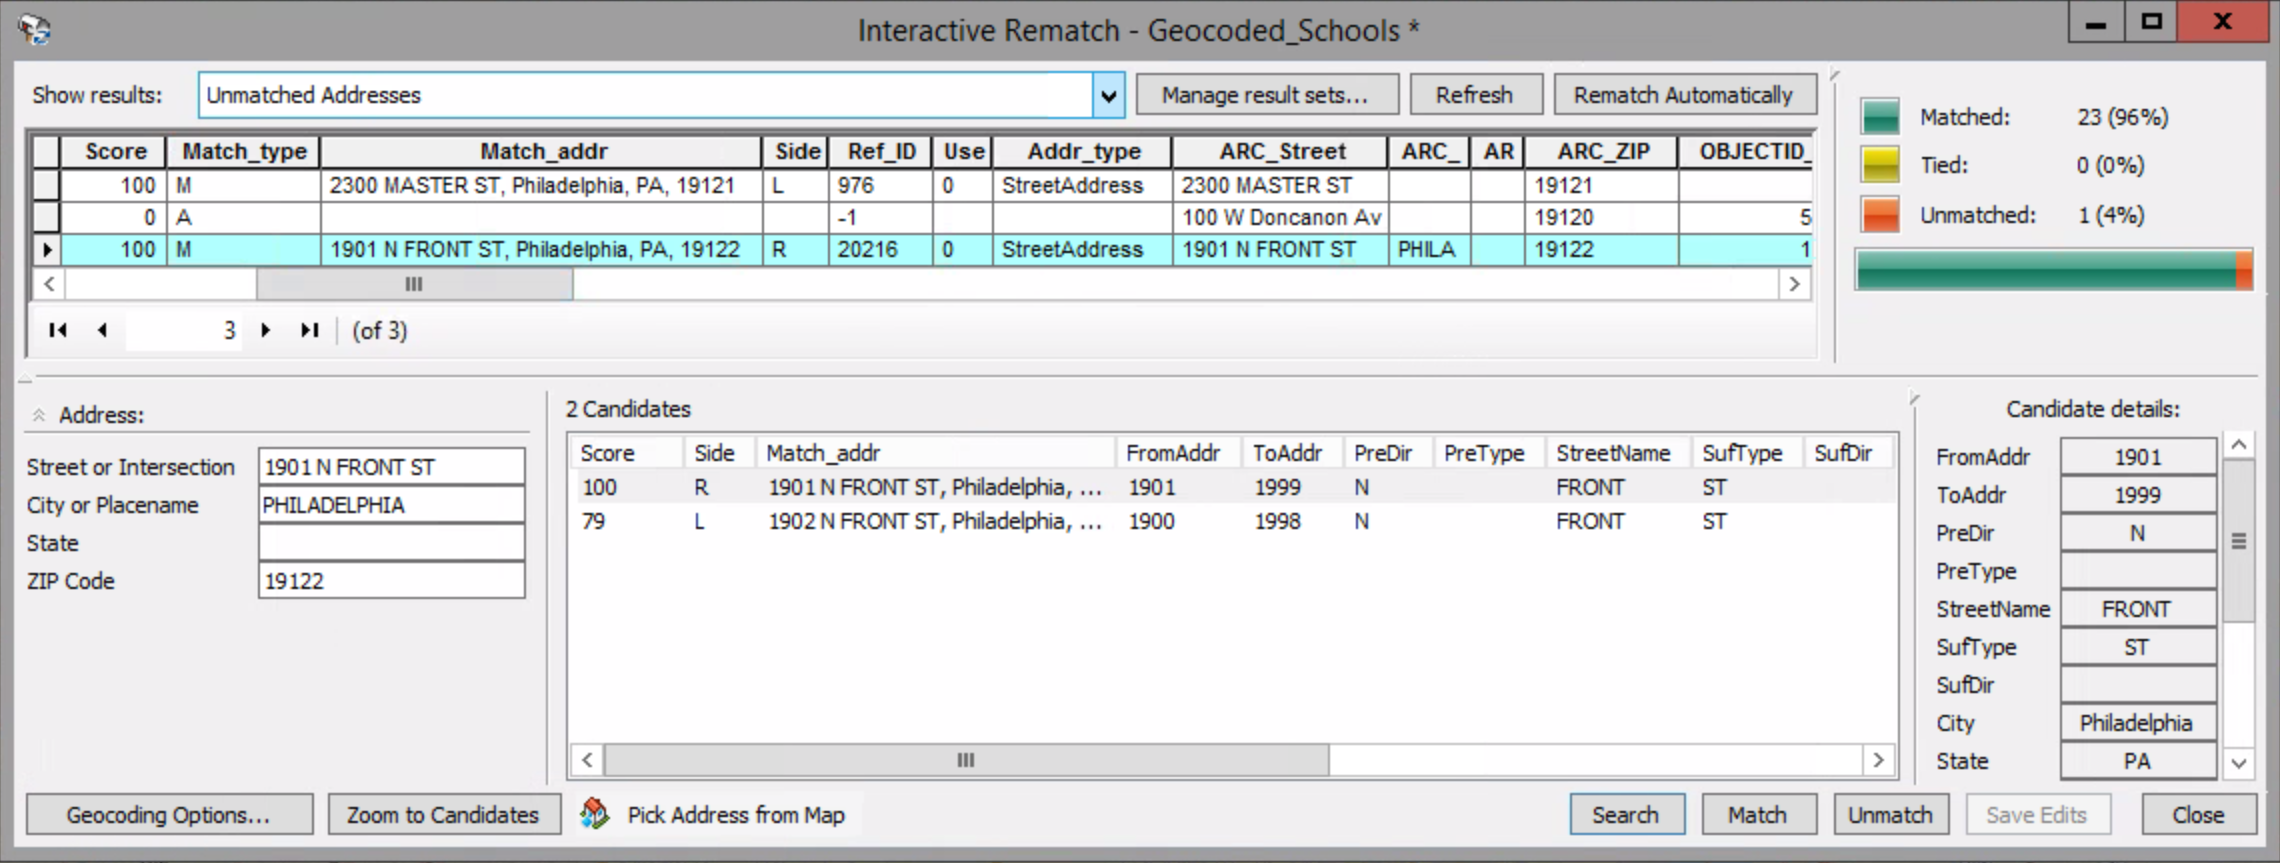 Interactive Rematch - Geocoded_Schools *
Show results: Unmatched Addresses Manage result sets... Refresh Rematch Automatically
Score Match_type Match_addr Side Ref_ID Use Addr_type ARC_Street ARC_ AR ARC_ZIP OBJECTID_
100 M 2300 MASTER ST, Philadelphia, PA, 19121 L 976 0 StreetAddress 2300 MASTER ST 19121
0 A -1 100 W Doncanon Av 19120 5
100 M 1901 N FRONT ST, Philadelphia, PA, 19122 R 20216 0 StreetAddress 1901 N FRONT ST PHILA 19122 1
3 (of 3)
Matched: 23 (96%)
Tied: 0 (0%)
Unmatched: 1 (4%)
Address:
Street or Intersection 1901 N FRONT ST
City or Placename PHILADELPHIA
State
ZIP Code 19122
2 Candidates
Score Side Match_addr FromAddr ToAddr PreDir PreType StreetName SufType SufDir
100 R 1901 N FRONT ST, Philadelphia, ... 1901 1999 N FRONT ST
79 L 1902 N FRONT ST, Philadelphia, ... 1900 1998 N FRONT ST
Candidate details:
FromAddr 1901
ToAddr 1999
PreDir N
PreType
StreetName FRONT
SufType ST
SufDir
City Philadelphia
State PA
Geocoding Options... Zoom to Candidates Pick Address from Map Search Match Unmatch Save Edits Close